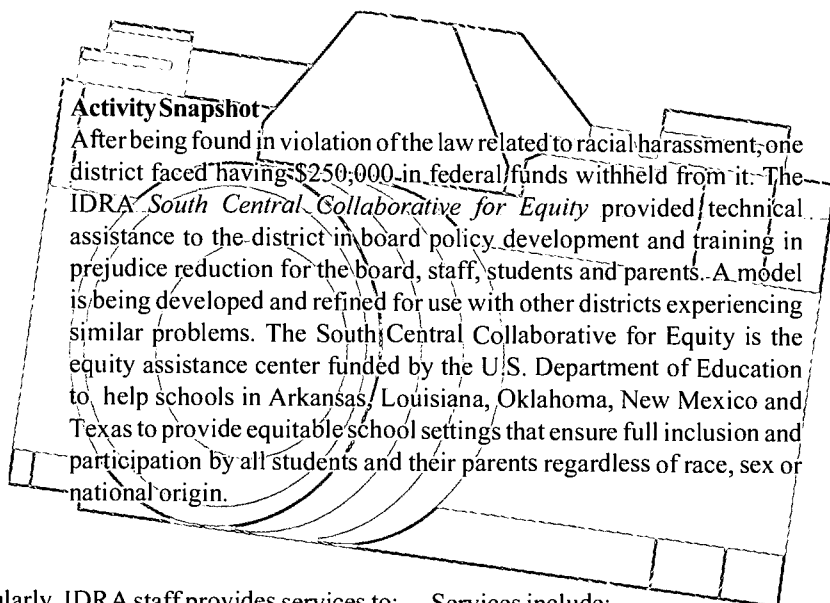 Activity Snapshot
After being found in violation of the law related to racial harassment, one
district faced having $250,000 in federal funds withheld from it. The
IDRA South Central Collaborative for Equity provided technical
assistance to the district in board policy development and training in
prejudice reduction for the board, staff, students and parents. A model
is being developed and refined for use with other districts experiencing
similar problems. The South Central Collaborative for Equity is the
equity assistance center funded by the U.S. Department of Education
to help schools in Arkansas, Louisiana, Oklahoma, New Mexico and
Texas to provide equitable school settings that ensure full inclusion and
participation by all students and their parents regardless of race, sex or
national origin.
IDRA staff provides services to: Services include: